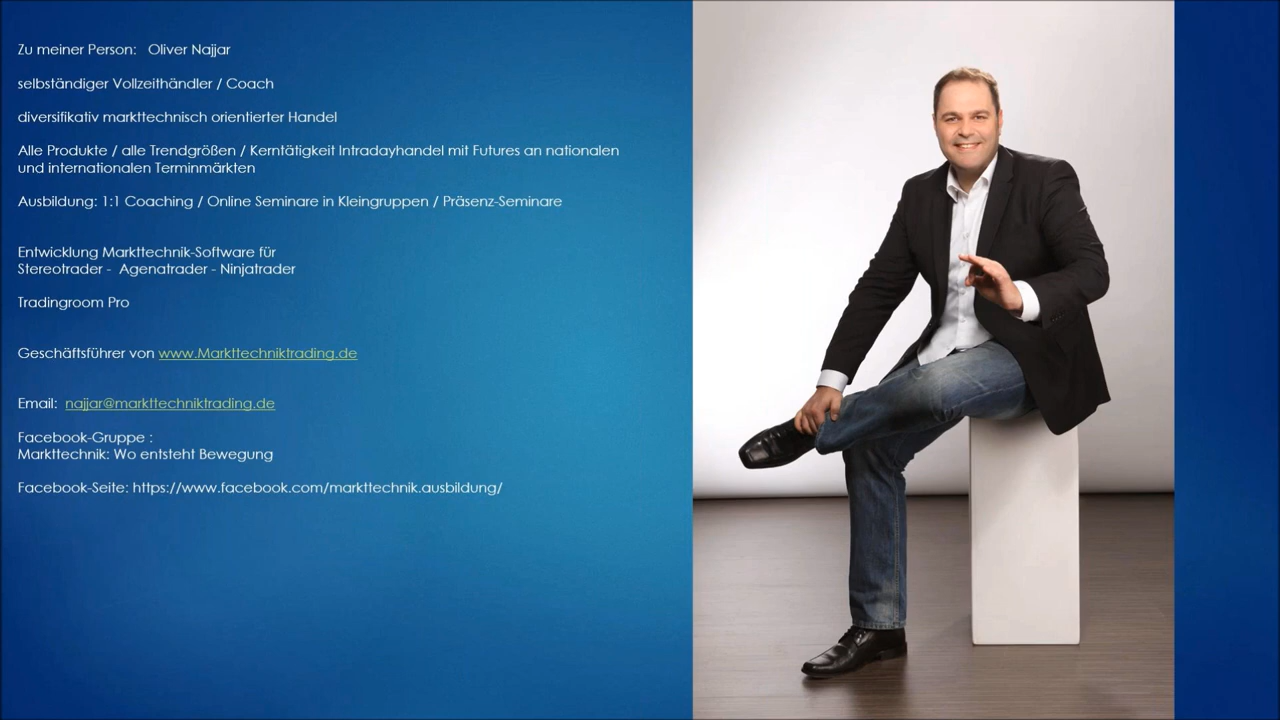 Zu meiner Person: Oliver Najjar
selbständiger Vollzeithändler / Coach
diversifikativ markttechnisch orientierter Handel
Alle Produkte / alle Trendgrößen / Kerntätigkeit Intradayhandel mit Futures an nationalen
und internationalen Terminmärkten
Ausbildung: 1:1 Coaching / Online Seminare in Kleingruppen / Präsenz-Seminare
Entwicklung Markttechnik-Software für
Stereotrader - Agenatrader - Ninjatrader
Tradingroom Pro
Geschäftsführer von www.Markttechniktrading.de
Email: najjar@markttechniktrading.de
Facebook-Gruppe :
Markttechnik: Wo entsteht Bewegung
Facebook-Seite: https://www.facebook.com/markttechnik.ausbildung/